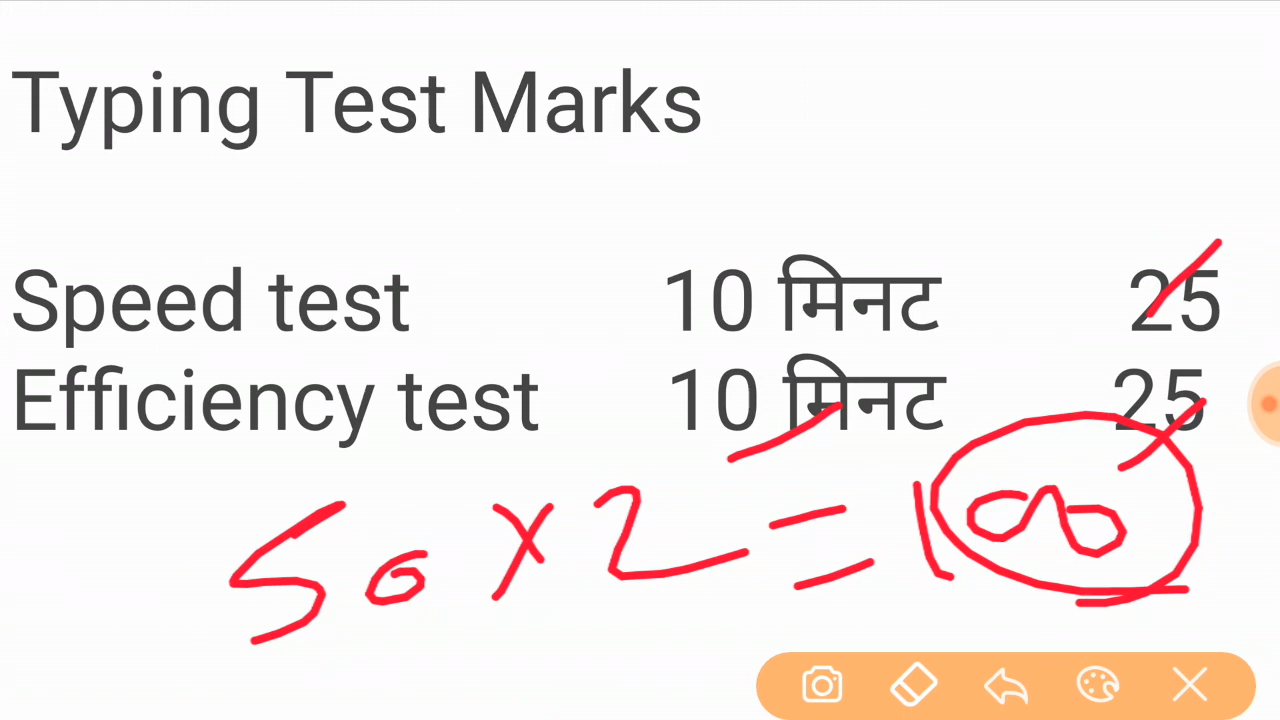 Typing Test Marks
Speed test 10 मिनट 25
Efficiency test 10 मिनट 25
50 × 2 = 100